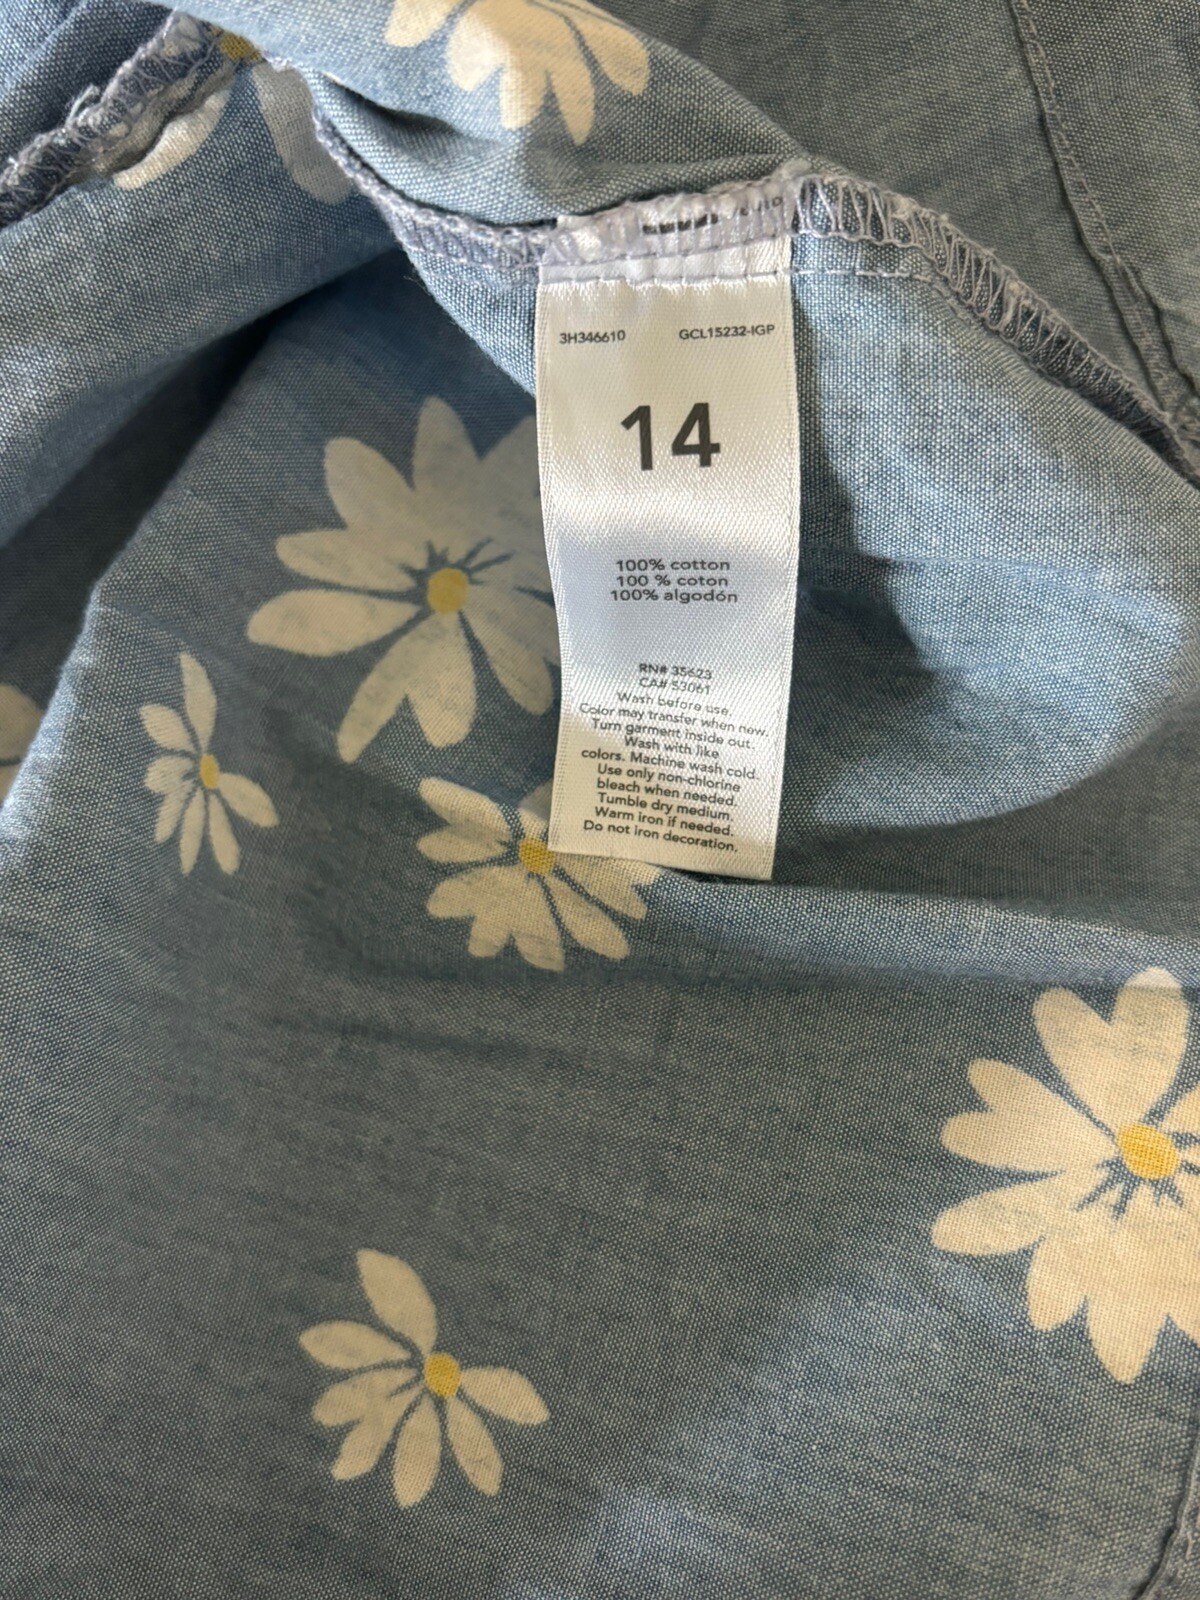 3H346610 GCL15232-IGP
14
100% cotton
100 % coton
100% algodón
RN# 35623
CA# 53061
Wash before use.
Color may transfer when new.
Turn garment inside out.
Wash with like
colors. Machine wash cold.
Use only non-chlorine
bleach when needed.
Tumble dry medium.
Warm iron if needed.
Do not iron decoration.